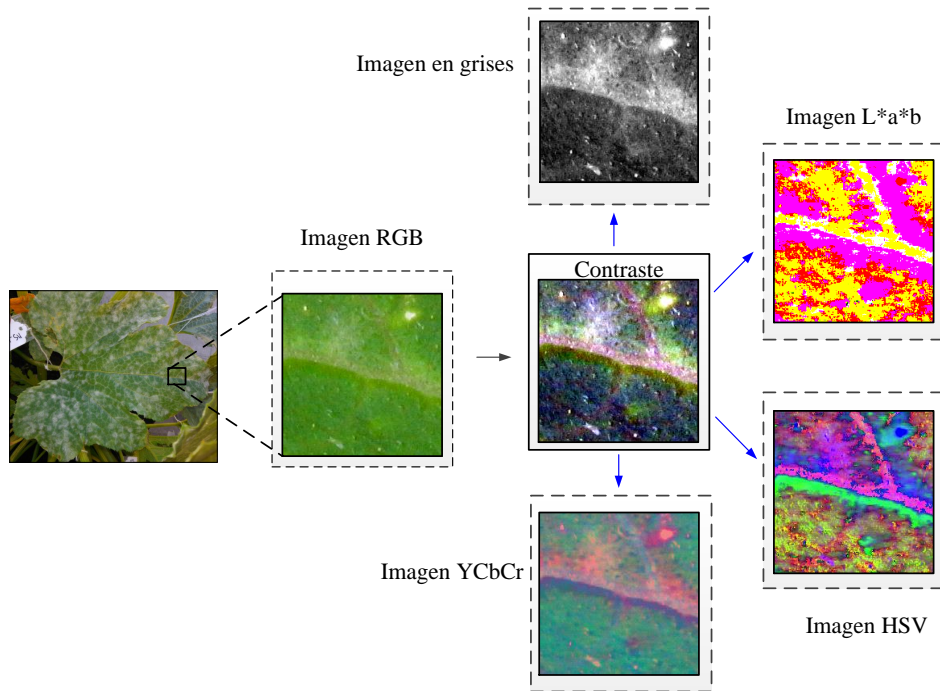 Imagen en grises
Imagen L*a*b
Imagen RGB
Contraste
Imagen YCbCr
Imagen HSV